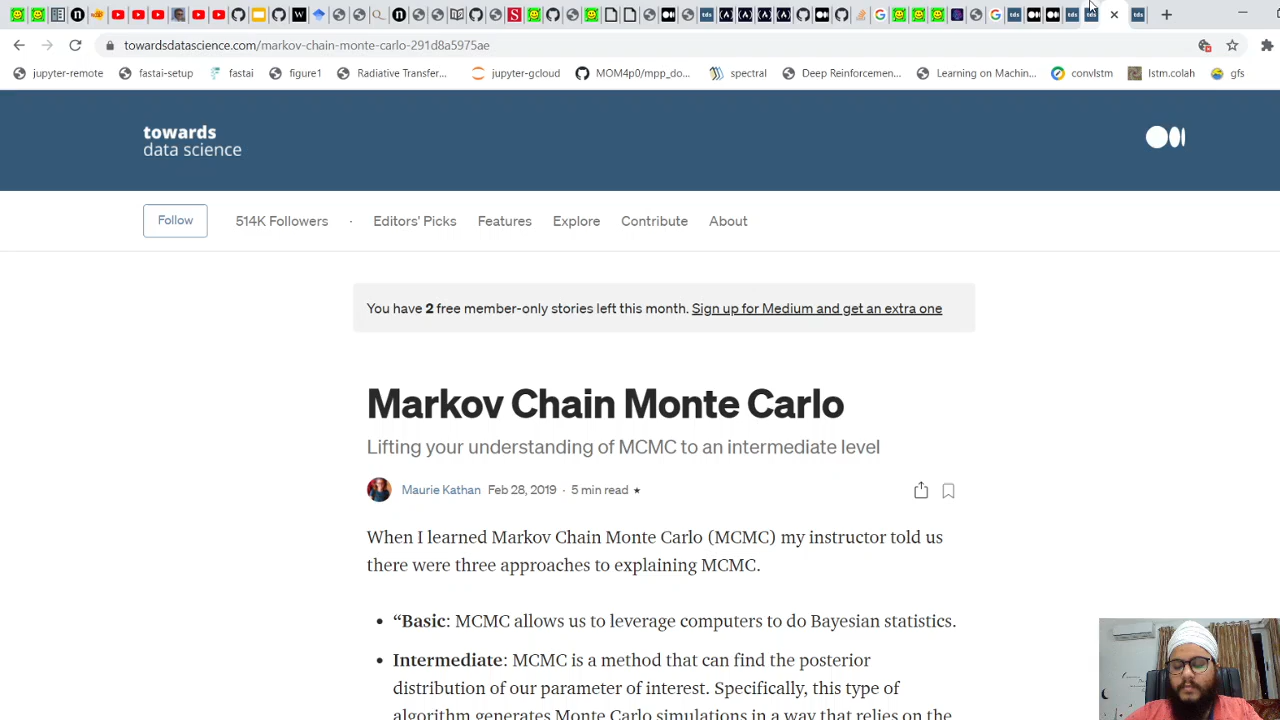 towardsdatascience.com/markov-chain-monte-carlo-291d8a5975ae
jupyter-remote fastai-setup fastai figure1 Radiative Transfer... jupyter-gcloud MOM4p0/mpp_do... spectral Deep Reinforcemen... Learning on Machin... convlstm lstm.colah gfs
towards
data science
Follow 514K Followers · Editors' Picks Features Explore Contribute About
You have 2 free member-only stories left this month. Sign up for Medium and get an extra one
Markov Chain Monte Carlo
Lifting your understanding of MCMC to an intermediate level
Maurie Kathan Feb 28, 2019 · 5 min read ★
When I learned Markov Chain Monte Carlo (MCMC) my instructor told us
there were three approaches to explaining MCMC.
• “Basic: MCMC allows us to leverage computers to do Bayesian statistics.
• Intermediate: MCMC is a method that can find the posterior
distribution of our parameter of interest. Specifically, this type of
algorithm generates Monte Carlo simulations in a way that relies on the